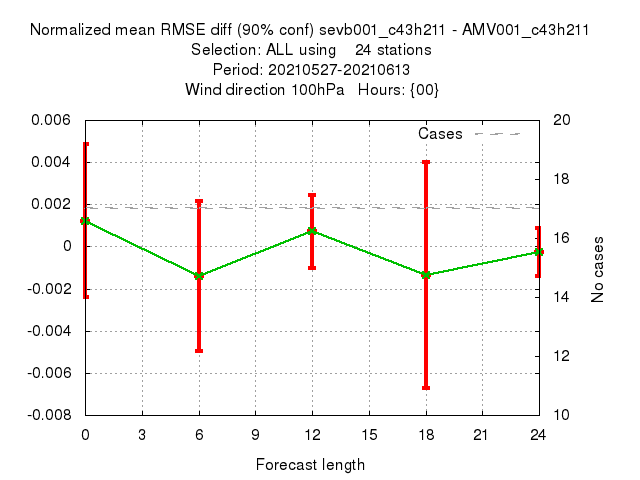 Normalized mean RMSE diff (90% conf) sevb001_c43h211 - AMV001_c43h211
Selection: ALL using    24 stations
Period: 20210527-20210613
Wind direction 100hPa   Hours: {00}
Cases
0.006
0.004
0.002
0
-0.002
-0.004
-0.006
-0.008
20
18
16
14
12
10
No cases
0 3 6 9 12 15 18 21 24
Forecast length